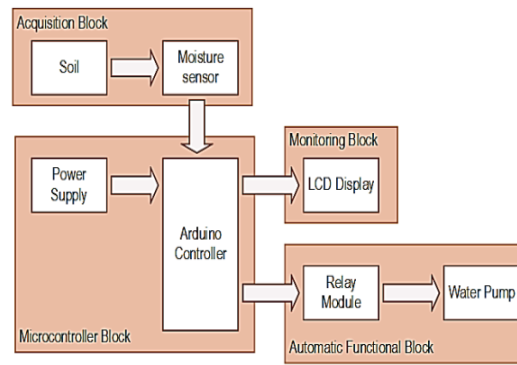 Acquisition Block
Soil
Moisture
sensor
Monitoring Block
Power
Supply
LCD Display
Arduino
Controller
Relay
Module
Water Pump
Microcontroller Block
Automatic Functional Block